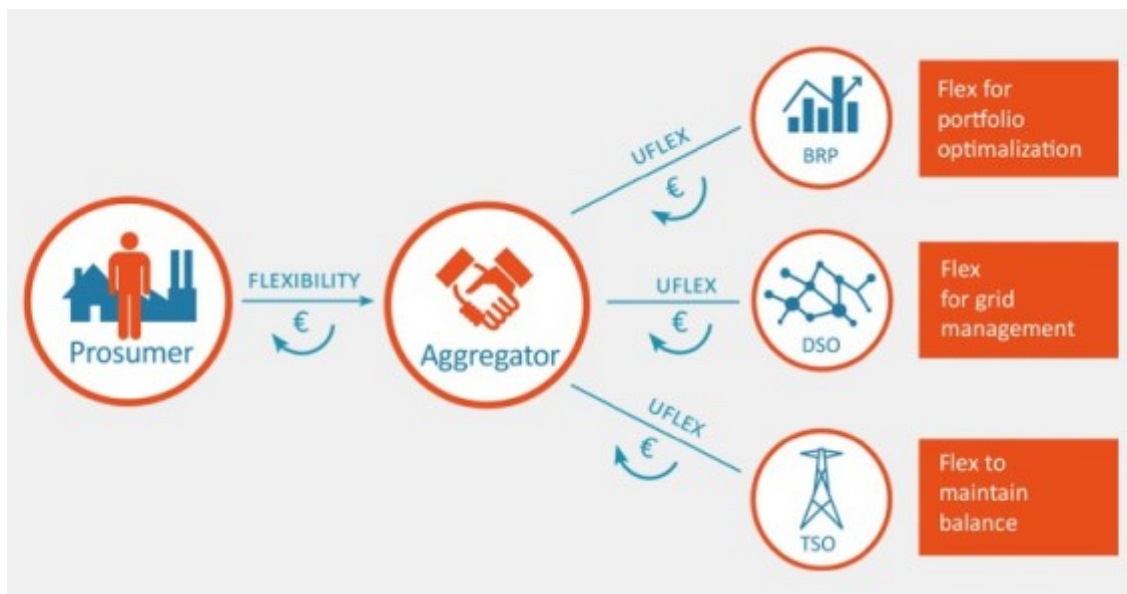 Prosumer
FLEXIBILITY
€
Aggregator
UFLEX
€
BRP
Flex for
portfolio
optimalization
UFLEX
€
DSO
Flex
for grid
management
UFLEX
€
TSO
Flex to
maintain
balance